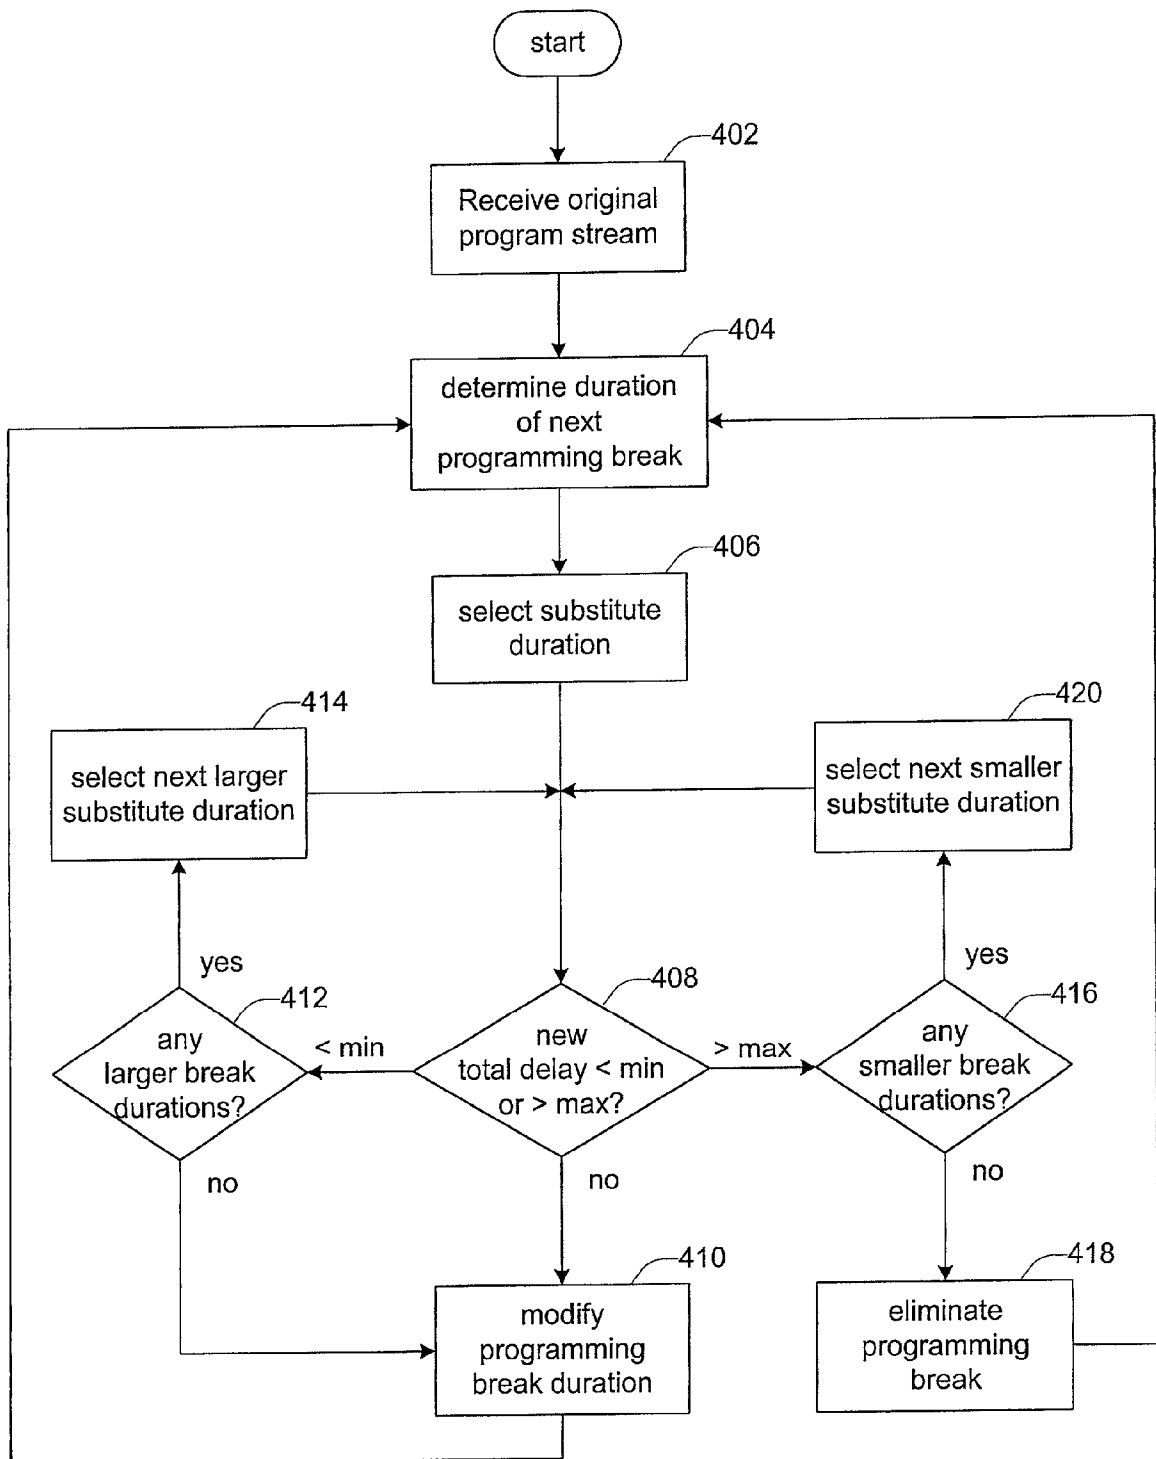 start
402
Receive original
program stream
404
determine duration
of next
programming break
406
select substitute
duration
414
select next larger
substitute duration
420
select next smaller
substitute duration
yes
yes
412
any
larger break
durations?
< min
408
new
total delay < min
or > max?
> max
416
any
smaller break
durations?
no
no
no
410
modify
programming
break duration
418
eliminate
programming
break